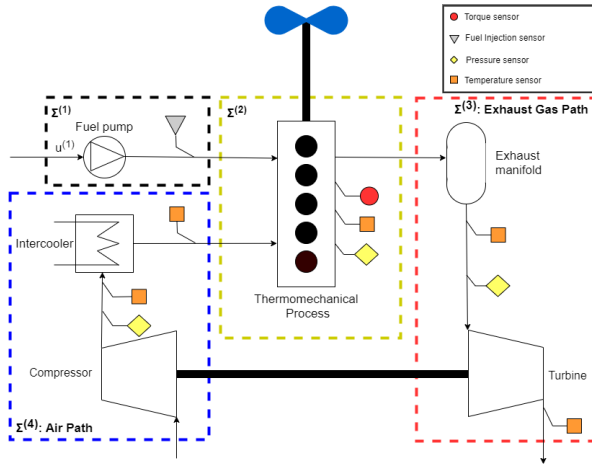 Torque sensor
Fuel Injection sensor
Pressure sensor
Temperature sensor
Σ(1)
Σ(2)
Σ(3): Exhaust Gas Path
Fuel pump
u(1)
Exhaust
manifold
Intercooler
Thermomechanical
Process
Compressor
Turbine
Σ(4): Air Path